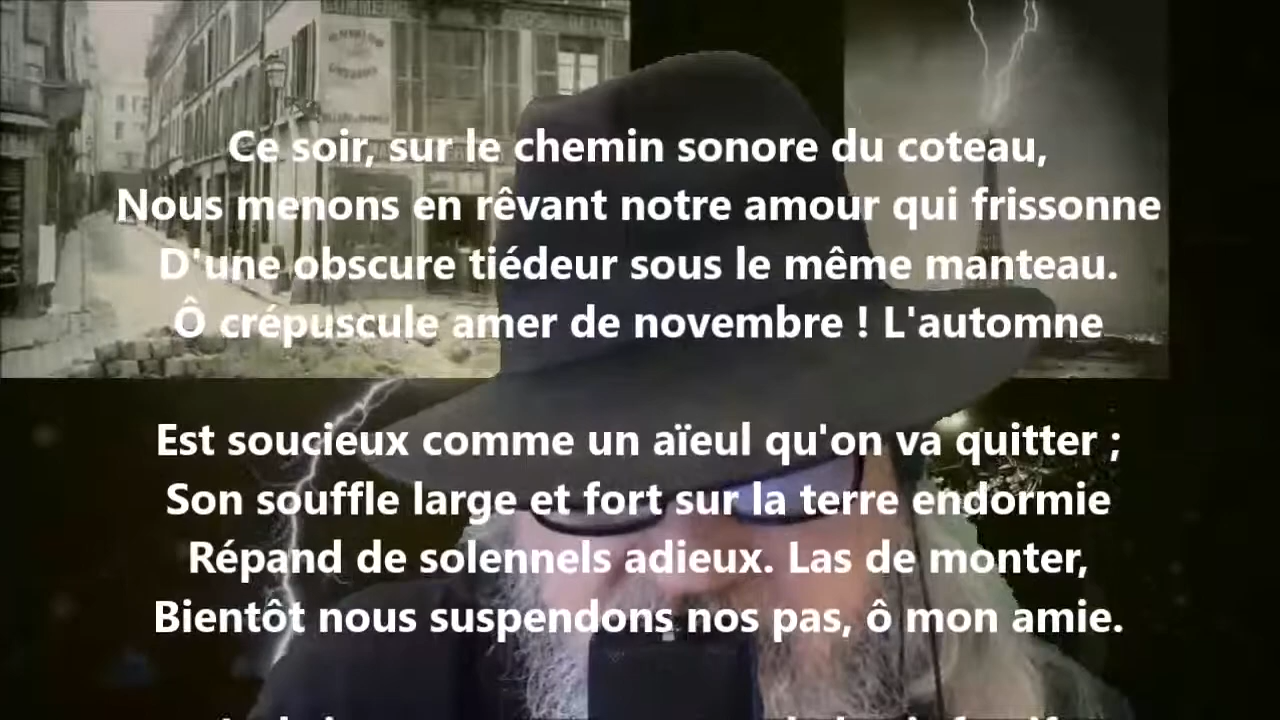 Ce soir, sur le chemin sonore du coteau,
Nous menons en rêvant notre amour qui frissonne
D'une obscure tiédeur sous le même manteau.
Ô crépuscule amer de novembre ! L'automne
Est soucieux comme un aïeul qu'on va quitter ;
Son souffle large et fort sur la terre endormie
Répand de solennels adieux. Las de monter,
Bientôt nous suspendons nos pas, ô mon amie.